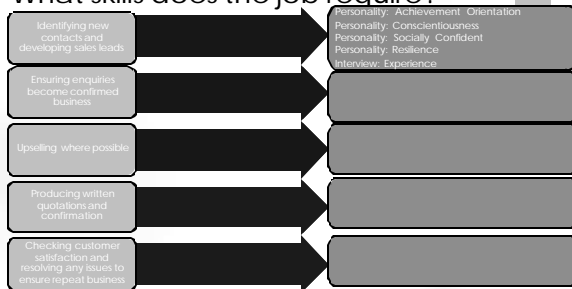 What skills does the job require?
Identifying new
contacts and
developing sales leads
Personality: Achievement Orientation
Personality: Conscientiousness
Personality: Socially Confident
Personality: Resilience
Interview: Experience
Ensuring enquiries
become confirmed
business
Upselling where possible
Producing written
quotations and
confirmation
Checking customer
satisfaction and
resolving any issues to
ensure repeat business